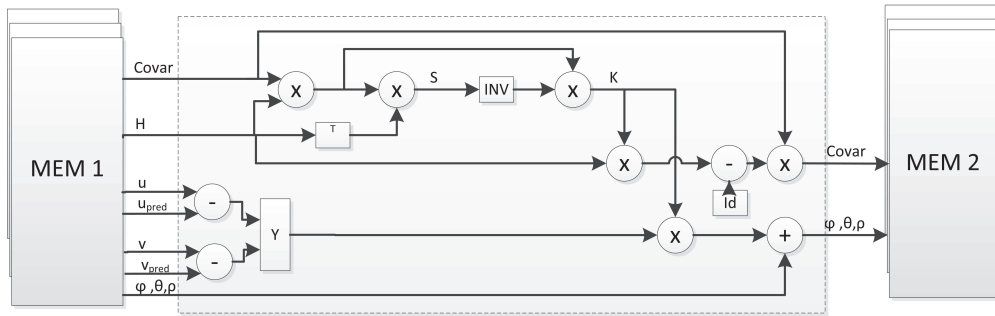 MEM 1
Covar
H
u
u_pred
v
v_pred
φ ,θ,ρ
x
x
S
INV
x
K
T
x
-
x
Id
-
-
Y
x
+
Covar
φ ,θ,ρ
MEM 2